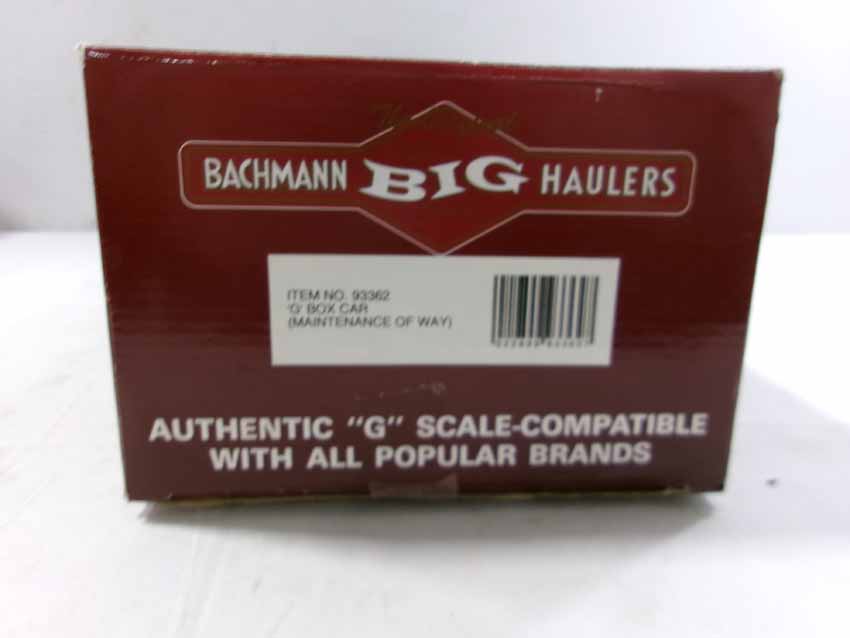 BACHMANN BIG HAULERS
ITEM NO. 93362
'G' BOX CAR
(MAINTENANCE OF WAY)
AUTHENTIC "G" SCALE-COMPATIBLE
WITH ALL POPULAR BRANDS